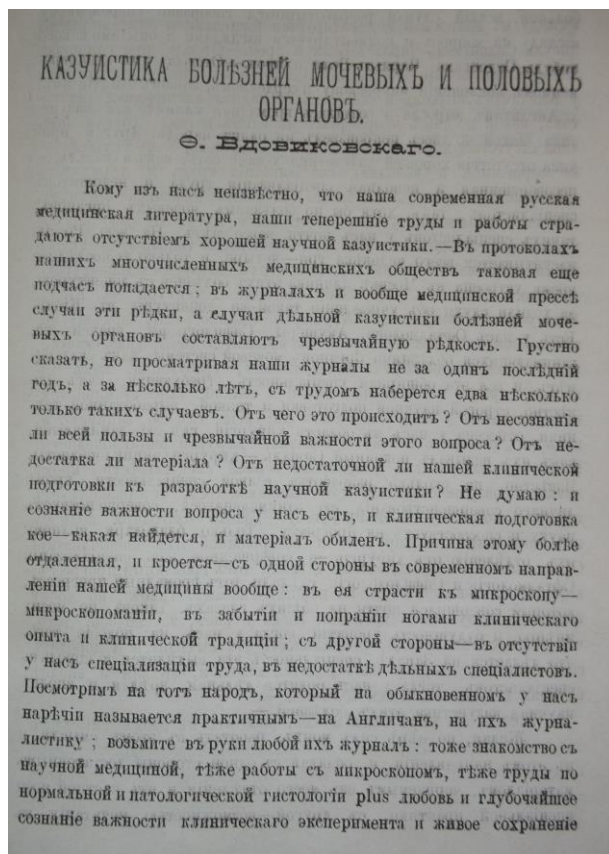 КАЗУИСТИКА БОЛѢЗНЕЙ МОЧЕВЫХЪ И ПОЛОВЫХЪ
ОРГАНОВЪ.
Ѳ. Вдовиковскаго.
Кому изъ насъ неизвѣстно, что наша современная русская
медицинская литература, наши теперешніе труды и работы стра-
даютъ отсутствіемъ хорошей научной казуистики.—Въ протоколахъ
нашихъ многочисленныхъ медицинскихъ обществъ таковая еще
подчасъ попадается; въ журналахъ и вообще медицинской прессѣ
случаи эти рѣдки, а случаи дѣльной казуистики болѣзней моче-
выхъ органовъ составляютъ чрезвычайную рѣдкость. Грустно
сказать, но просматривая наши журналы не за одинъ послѣдній
годъ, а за нѣсколько лѣтъ, съ трудомъ наберется едва нѣсколько
только такихъ случаевъ. Отъ чего это происходитъ? Отъ несознанія
ли всей пользы и чрезвычайной важности этого вопроса? Отъ не-
достатка ли матеріала? Отъ недостаточной ли нашей клинической
подготовки къ разработкѣ научной казуистики? Не думаю: и
сознаніе важности вопроса у насъ есть, и клиническая подготовка
кое—какая найдется, и матеріалъ обиленъ. Причина этому болѣе
отдаленная, и кроется—съ одной стороны въ современномъ направ-
леніи нашей медицины вообще: въ ея страсти къ микроскопу—
микроскопоманіи, въ забытіи и попраніи ногами клиническаго
опыта и клинической традиціи; съ другой стороны—въ отсутствіи
у насъ спеціализаціи труда, въ недостаткѣ дѣльныхъ спеціалистовъ.
Посмотримъ на тотъ народъ, который на обыкновенномъ у насъ
нарѣчіи называется практичнымъ—на Англичанъ, на ихъ журна-
листику; возьмите въ руки любой ихъ журналъ: тоже знакомство съ
научной медициной, тѣже работы съ микроскопомъ, тѣже труды по
нормальной и патологической гистологіи plus любовь и глубочайшее
сознаніе важности клиническаго эксперимента и живое сохраненіе